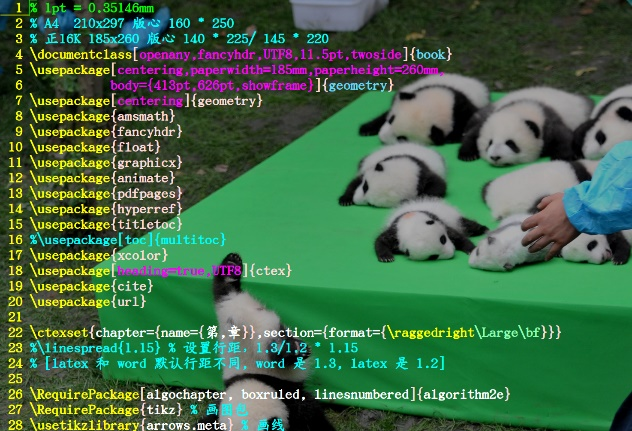 1 % 1pt = 0.35146mm
2 % A4 210x297 版心 160 * 250
3 % 正16K 185x260 版心 140 * 225/ 145 * 220
4 \documentclass[openany,fancyhdr,UTF8,11.5pt,twoside]{book}
5 \usepackage[centering,paperwidth=185mm,paperheight=260mm,
6 body={413pt,626pt,showframe}]{geometry}
7 \usepackage[centering]{geometry}
8 \usepackage{amsmath}
9 \usepackage{fancyhdr}
10 \usepackage{float}
11 \usepackage{graphicx}
12 \usepackage{animate}
13 \usepackage{pdfpages}
14 \usepackage{hyperref}
15 \usepackage{titletoc}
16 %\usepackage[toc]{multitoc}
17 \usepackage{xcolor}
18 \usepackage[heading=true,UTF8]{ctex}
19 \usepackage{cite}
20 \usepackage{url}
21
22 \ctexset{chapter={name={第,章}},section={format={\raggedright\Large\bf}}}
23 %\linespread{1.15} % 设置行距, 1.3/1.2 * 1.15
24 % [latex 和 word 默认行距不同, word 是 1.3, latex 是 1.2]
25
26 \RequirePackage[algochapter, boxruled, linesnumbered]{algorithm2e}
27 \RequirePackage{tikz} % 画图包
28 \usetikzlibrary{arrows.meta} % 画线